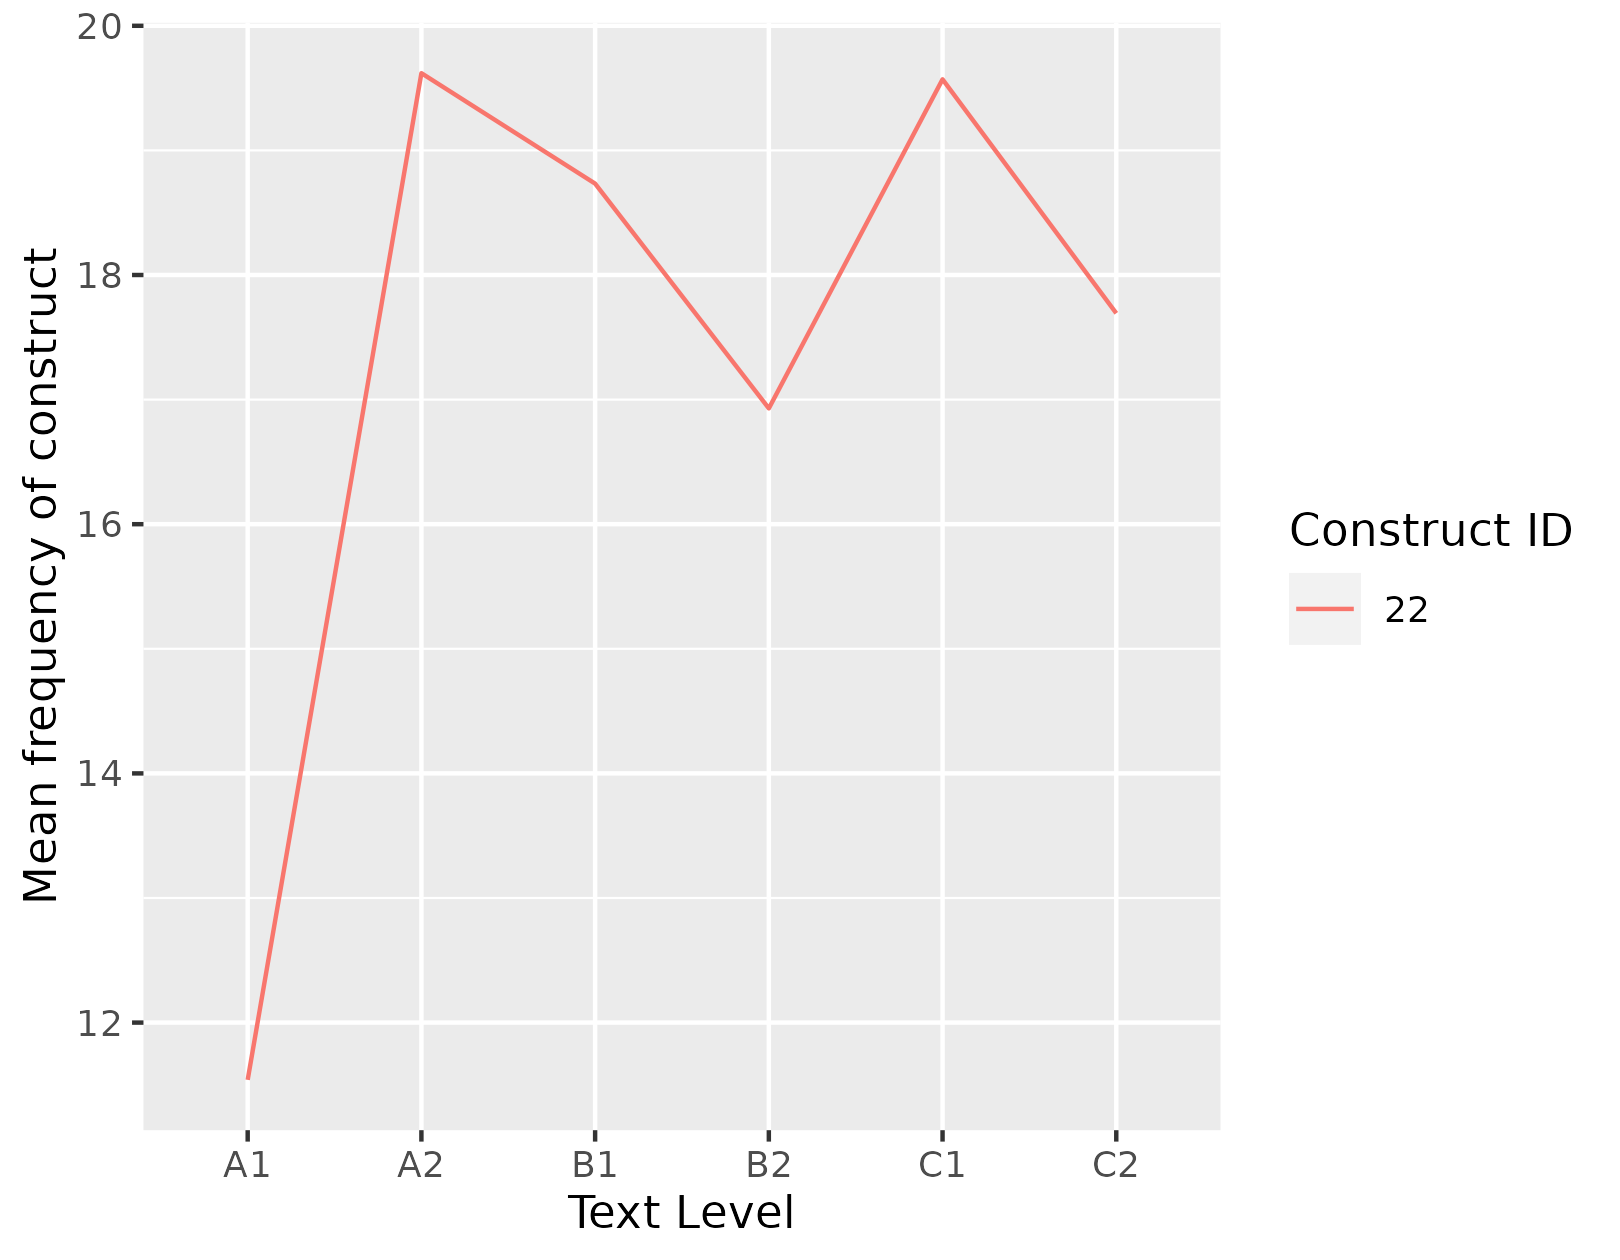 20
18
16
14
12
Mean frequency of construct
A1 A2 B1 B2 C1 C2
Text Level
Construct ID
22